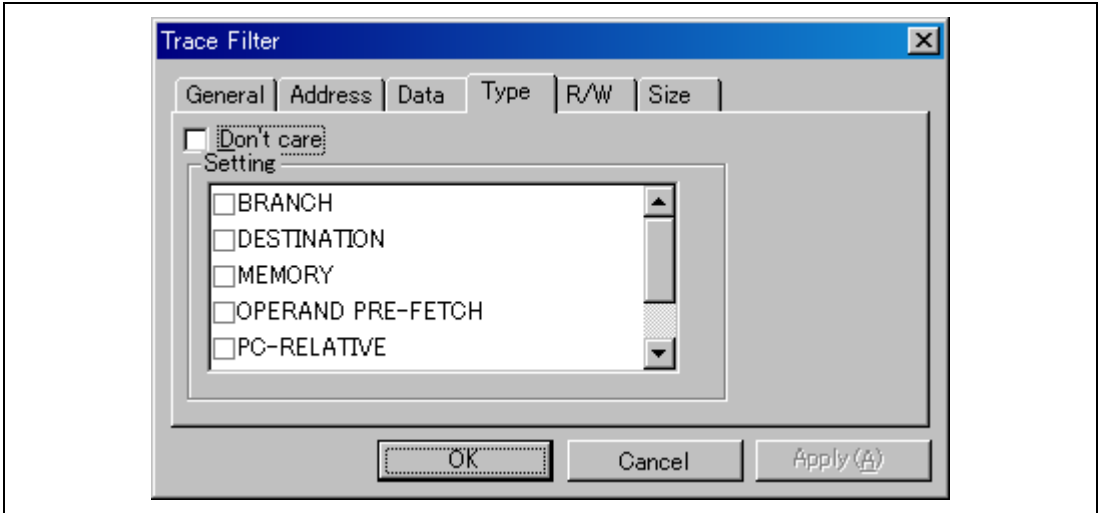 Trace Filter
General Address Data Type R/W Size
Don't care
Setting
BRANCH
DESTINATION
MEMORY
OPERAND PRE-FETCH
PC-RELATIVE
OK Cancel Apply(A)